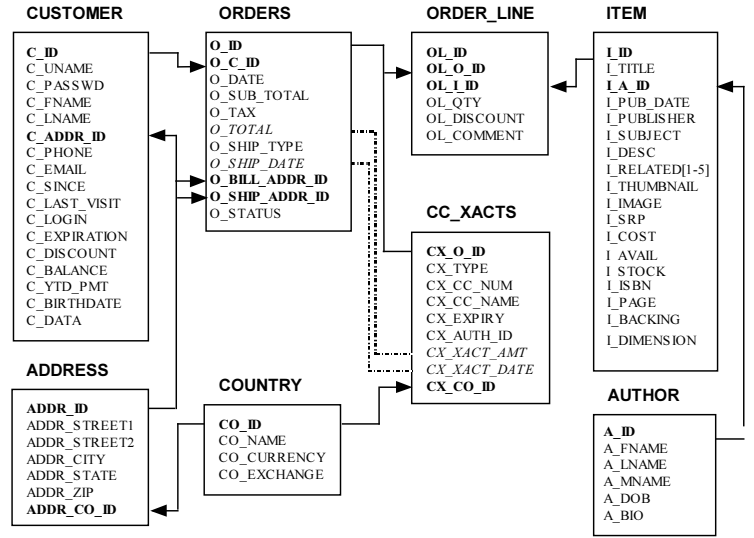 CUSTOMER
C_ID
C_UNAME
C_PASSWD
C_FNAME
C_LNAME
C_ADDR_ID
C_PHONE
C_EMAIL
C_SINCE
C_LAST_VISIT
C_LOGIN
C_EXPIRATION
C_DISCOUNT
C_BALANCE
C_YTD_PMT
C_BIRTHDATE
C_DATA
ORDERS
O_ID
O_C_ID
O_DATE
O_SUB_TOTAL
O_TAX
O_TOTAL
O_SHIP_TYPE
O_SHIP_DATE
O_BILL_ADDR_ID
O_SHIP_ADDR_ID
O_STATUS
ORDER_LINE
OL_ID
OL_O_ID
OL_I_ID
OL_QTY
OL_DISCOUNT
OL_COMMENT
ITEM
I_ID
I_TITLE
I_A_ID
I_PUB_DATE
I_PUBLISHER
I_SUBJECT
I_DESC
I_RELATED[1-5]
I_THUMBNAIL
I_IMAGE
I_SRP
I_COST
I_AVAIL
I_STOCK
I_ISBN
I_PAGE
I_BACKING
I_DIMENSION
CC_XACTS
CX_O_ID
CX_TYPE
CX_CC_NUM
CX_CC_NAME
CX_EXPIRY
CX_AUTH_ID
CX_XACT_AMT
CX_XACT_DATE
CX_CO_ID
ADDRESS
ADDR_ID
ADDR_STREET1
ADDR_STREET2
ADDR_CITY
ADDR_STATE
ADDR_ZIP
ADDR_CO_ID
COUNTRY
CO_ID
CO_NAME
CO_CURRENCY
CO_EXCHANGE
AUTHOR
A_ID
A_FNAME
A_LNAME
A_MNAME
A_DOB
A_BIO